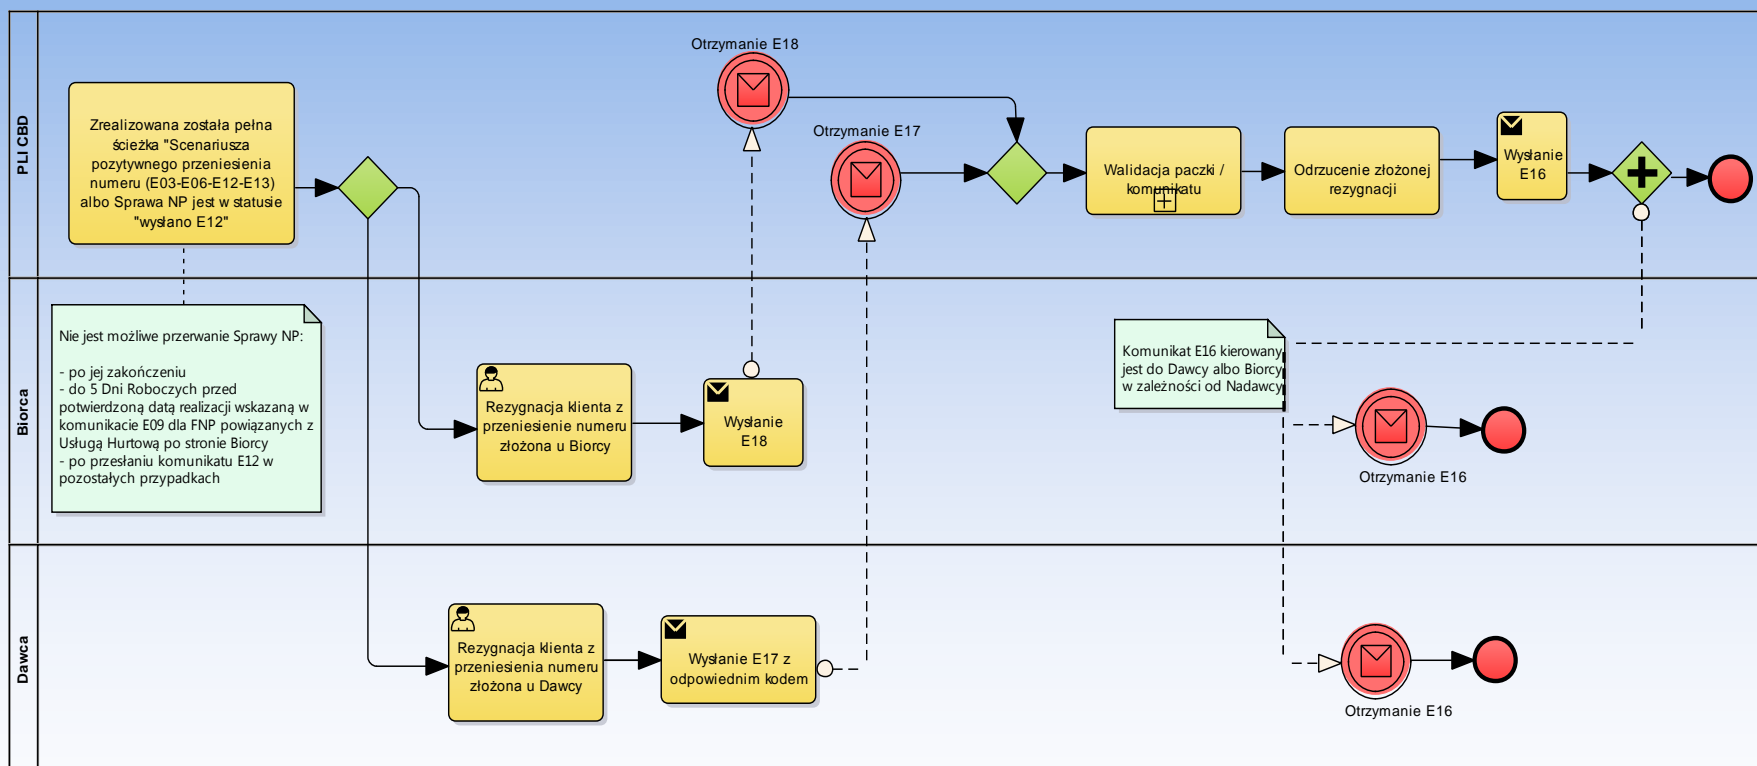 PLI CBD
Zrealizowana została pełna
ścieżka "Scenariusza
pozytywnego przeniesienia
numeru (E03-E06-E12-E13)
albo Sprawa NP jest w statusie
"wysłano E12"
Otrzymanie E18
Otrzymanie E17
Walidacja paczki /
komunikatu
Odrzucenie złożonej
rezygnacji
Wysłanie
E16
Biorca
Nie jest możliwe przerwanie Sprawy NP:
- po jej zakończeniu
- do 5 Dni Roboczych przed
potwierdzoną datą realizacji wskazaną w
komunikacie E09 dla FNP powiązanych z
Usługą Hurtową po stronie Biorcy
- po przesłaniu komunikatu E12 w
pozostałych przypadkach
Rezygnacja klienta z
przeniesienie numeru
złożona u Biorcy
Wysłanie
E18
Komunikat E16 kierowany
jest do Dawcy albo Biorcy
w zależności od Nadawcy
Otrzymanie E16
Dawca
Rezygnacja klienta z
przeniesienia numeru
złożona u Dawcy
Wysłanie E17 z
odpowiednim kodem
Otrzymanie E16